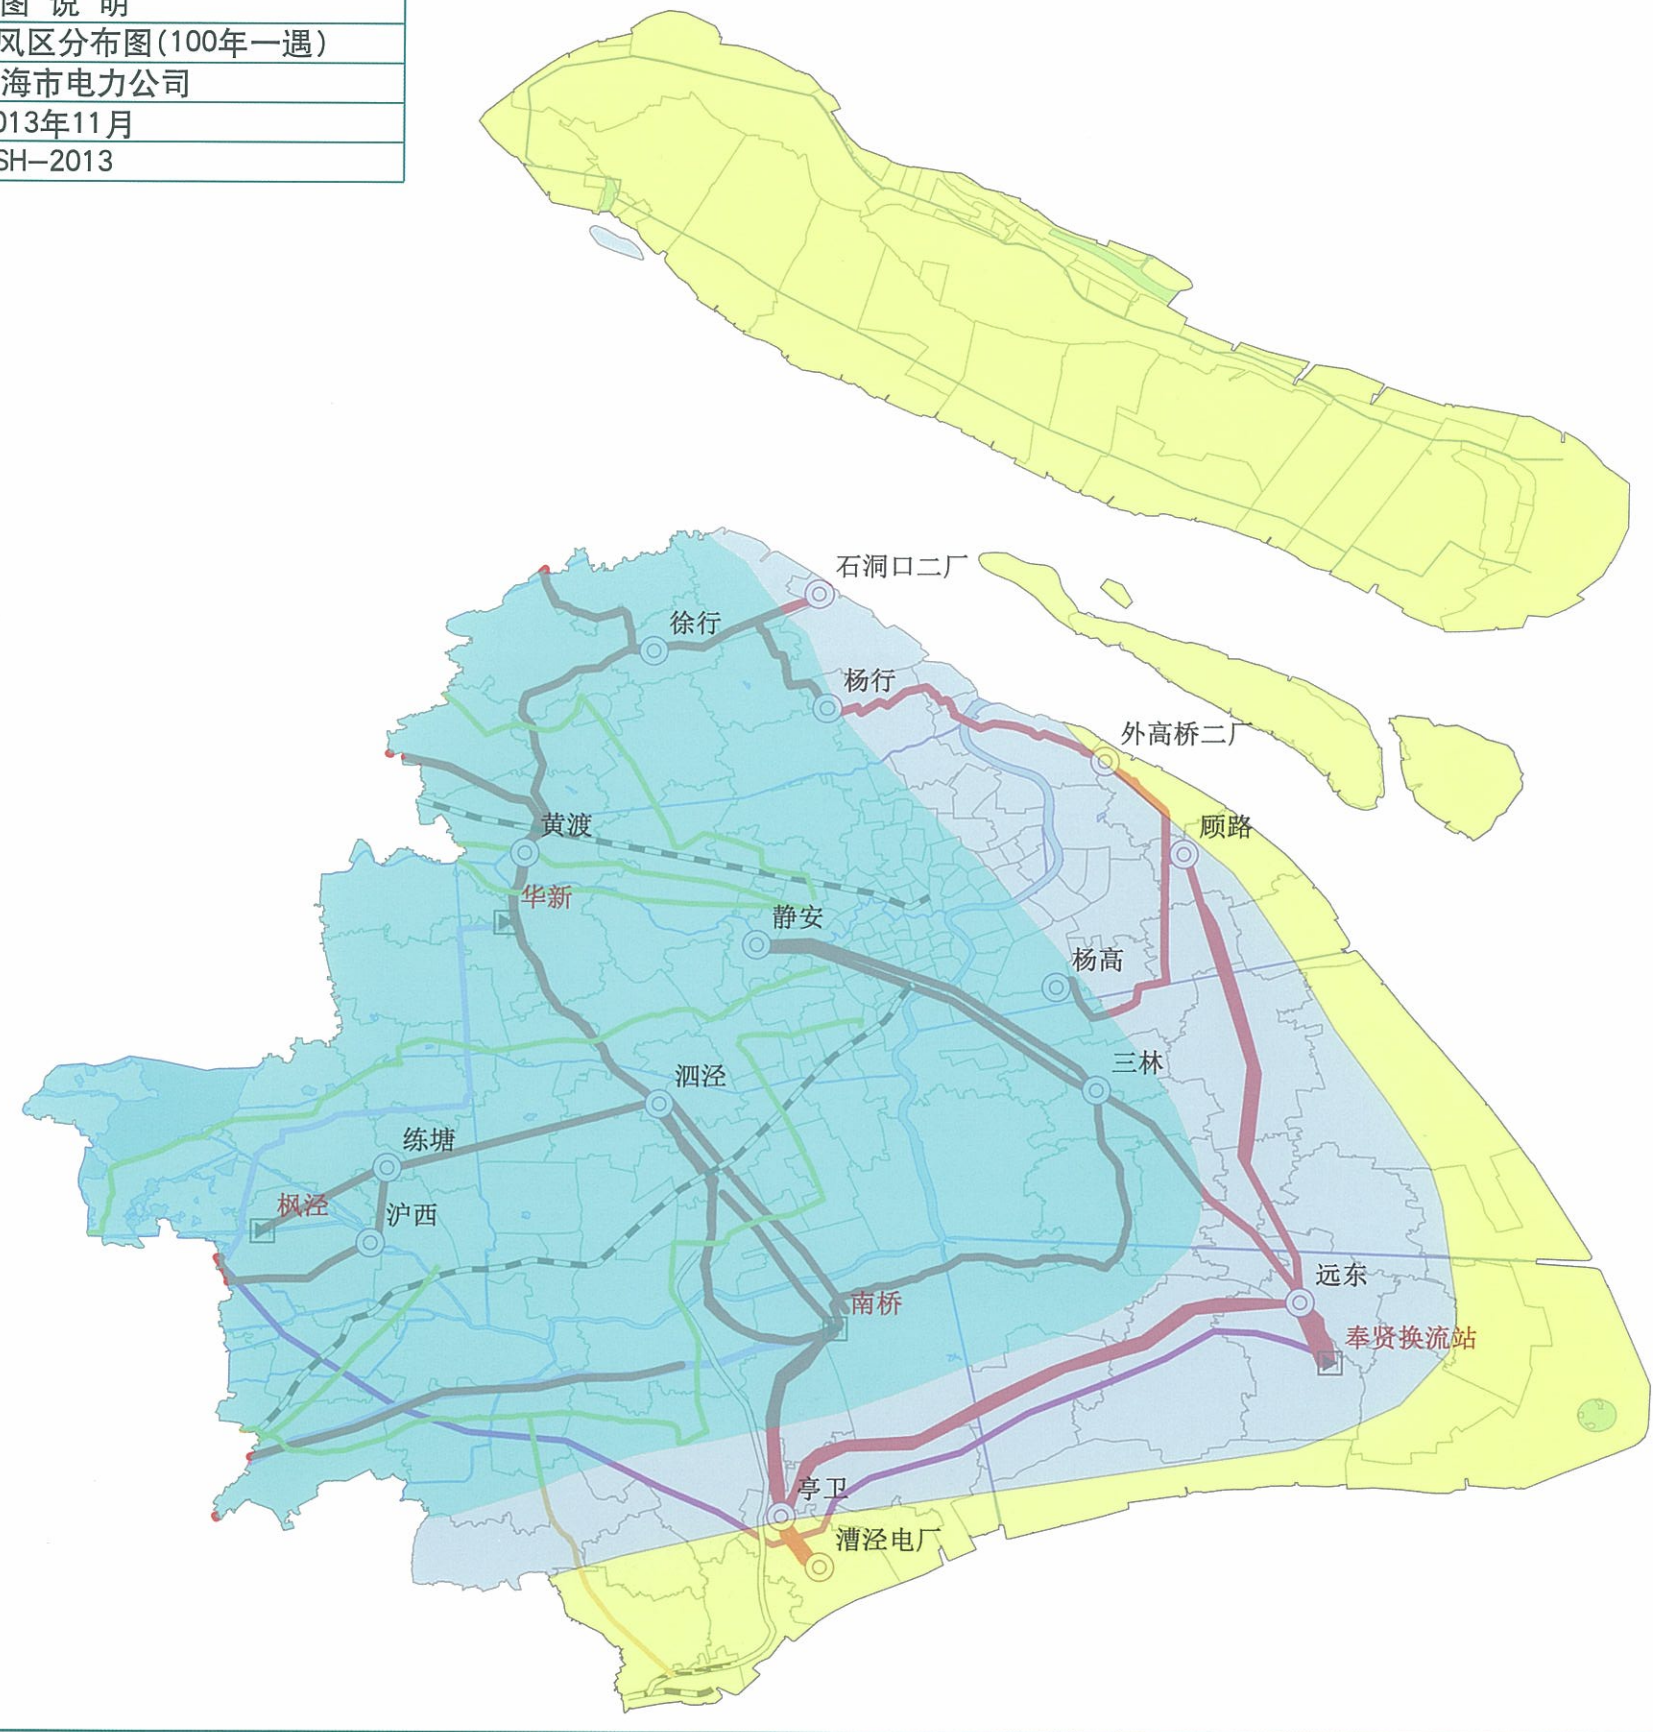 图 说 明
风区分布图(100年一遇)
海市电力公司
013年11月
SH—2013
石洞口二厂
徐行
杨行
外高桥二厂
黄渡
顾路
华新
静安
杨高
三林
泗泾
练塘
枫泾
沪西
远东
南桥
奉贤换流站
亭卫
漕泾电厂